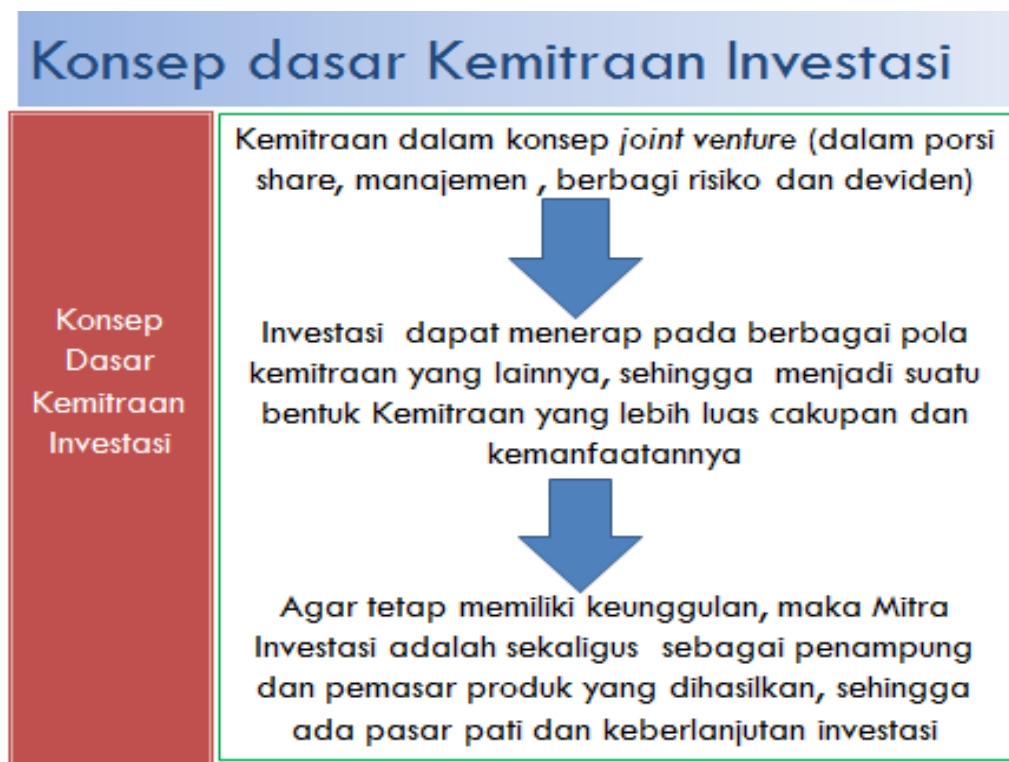 Konsep dasar Kemitraan Investasi
Konsep
Dasar
Kemitraan
Investasi
Kemitraan dalam konsep joint venture (dalam porsi
share, manajemen , berbagi risiko dan deviden)
Investasi dapat menerap pada berbagai pola
kemitraan yang lainnya, sehingga menjadi suatu
bentuk Kemitraan yang lebih luas cakupan dan
kemanfaatannya
Agar tetap memiliki keunggulan, maka Mitra
Investasi adalah sekaligus sebagai penampung
dan pemasar produk yang dihasilkan, sehingga
ada pasar pati dan keberlanjutan investasi